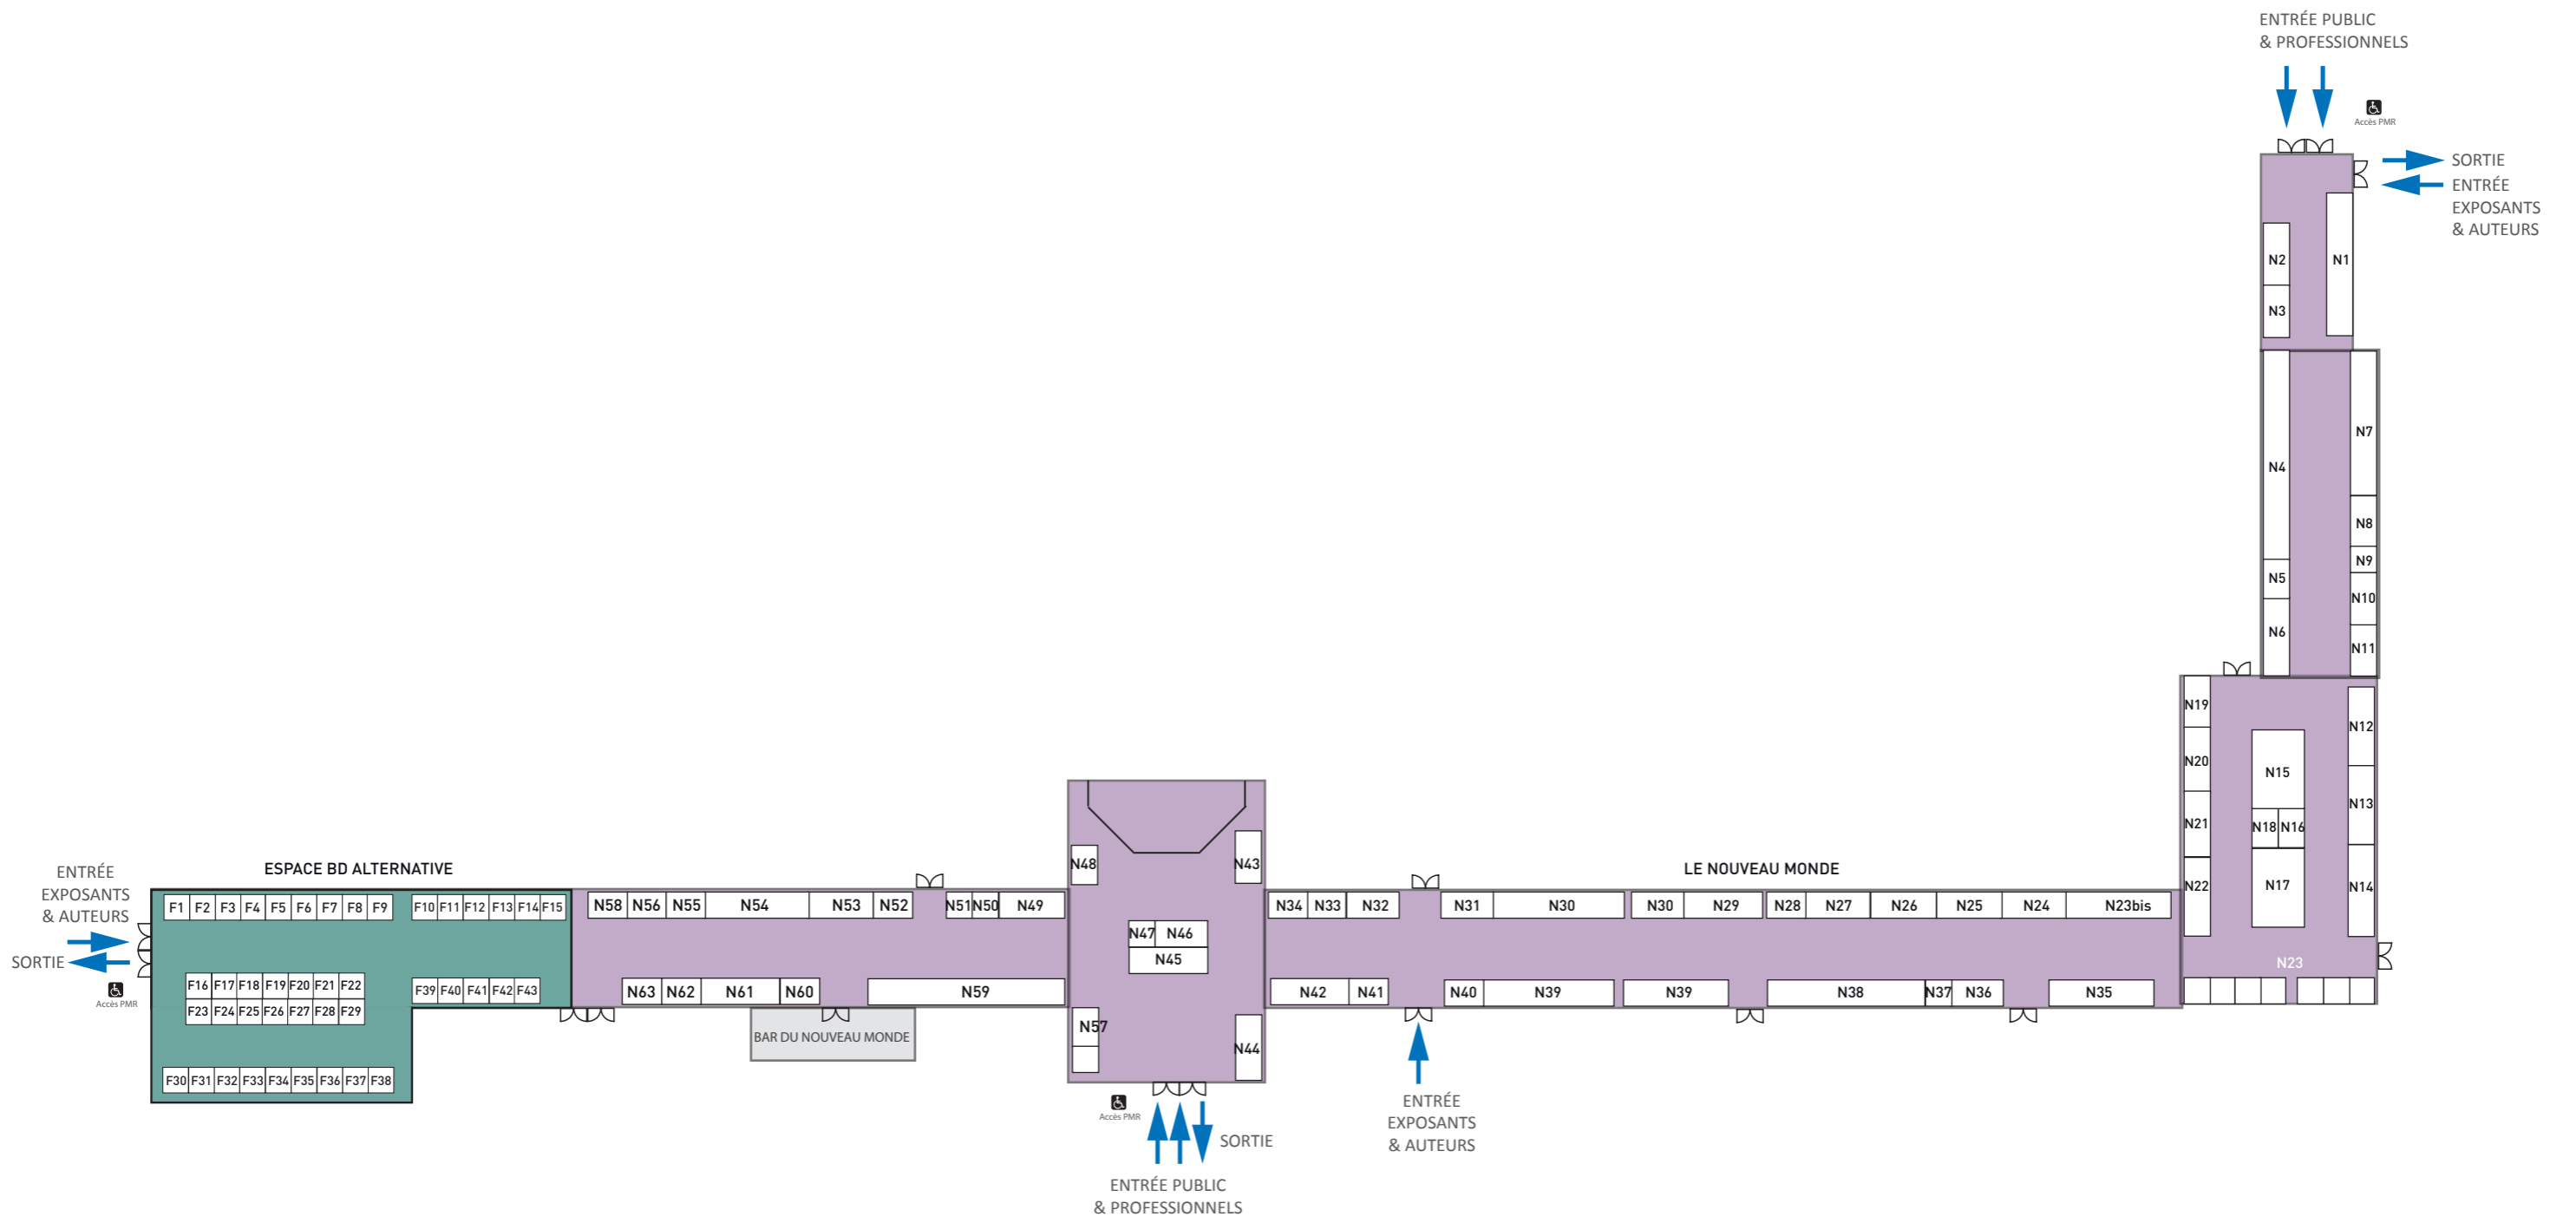 ENTRÉE PUBLIC
& PROFESSIONNELS
Accès PMR
SORTIE
ENTRÉE
EXPOSANTS
& AUTEURS
N1
N2
N3
N4
N7
N8
N9
N5
N10
N6
N11
N19
N12
N20
N15
N13
N21
N18 N16
N22
N17
N14
N23
ESPACE BD ALTERNATIVE
LE NOUVEAU MONDE
ENTRÉE
EXPOSANTS
& AUTEURS
SORTIE
Accès PMR
F1 F2 F3 F4 F5 F6 F7 F8 F9 F10 F11 F12 F13 F14 F15
F16 F17 F18 F19 F20 F21 F22
F23 F24 F25 F26 F27 F28 F29
F39 F40 F41 F42 F43
F30 F31 F32 F33 F34 F35 F36 F37 F38
N58 N56 N55 N54 N53 N52 N51 N50 N49
N63 N62 N61 N60 N59
BAR DU NOUVEAU MONDE
N48
N43
N47 N46
N45
N57
N44
N34 N33 N32 N31 N30 N30 N29 N28 N27 N26 N25 N24 N23bis
N42 N41 N40 N39 N39 N38 N37 N36 N35
Accès PMR
SORTIE
ENTRÉE PUBLIC
& PROFESSIONNELS
ENTRÉE
EXPOSANTS
& AUTEURS